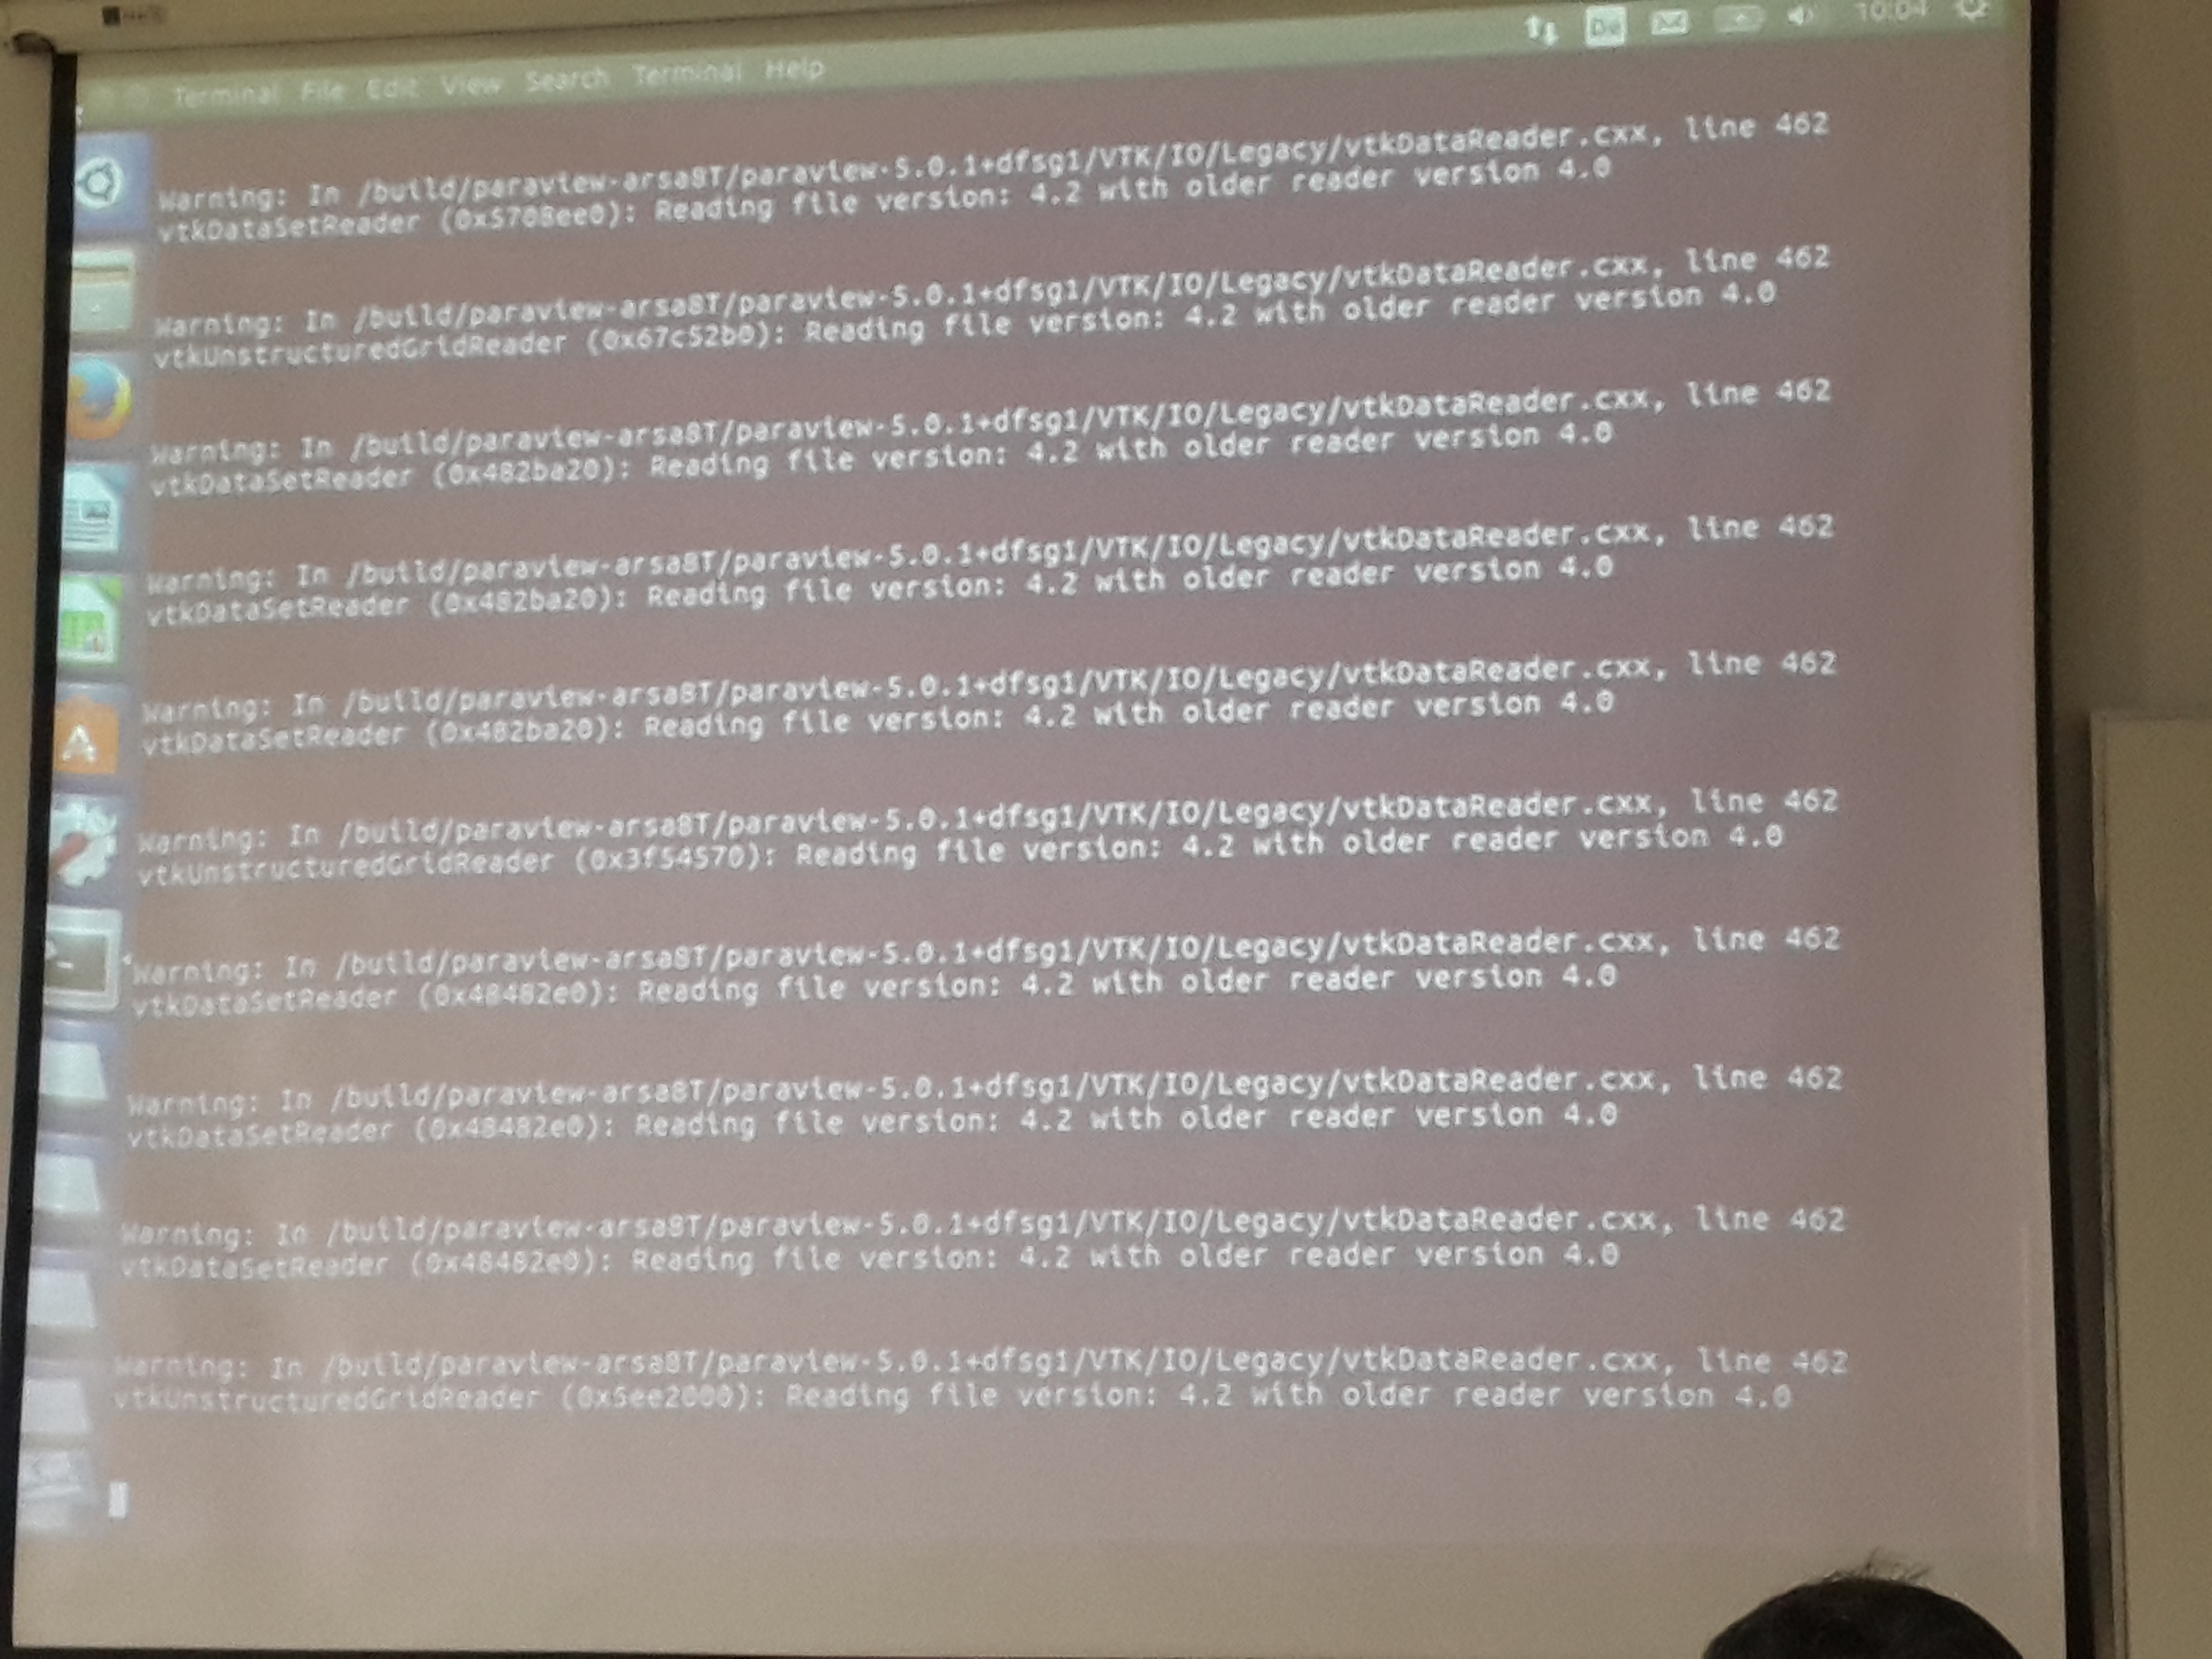 Terminal File Edit View Search Terminal Help
De
10:04
Warning: In /build/paraview-arsa8T/paraview-5.0.1+dfsg1/VTK/IO/Legacy/vtkDataReader.cxx, line 462
vtkDataSetReader (0x5708ee0): Reading file version: 4.2 with older reader version 4.0
Warning: In /build/paraview-arsa8T/paraview-5.0.1+dfsg1/VTK/IO/Legacy/vtkDataReader.cxx, line 462
vtkUnstructuredGridReader (0x67c52b0): Reading file version: 4.2 with older reader version 4.0
Warning: In /build/paraview-arsa8T/paraview-5.0.1+dfsg1/VTK/IO/Legacy/vtkDataReader.cxx, line 462
vtkDataSetReader (0x482ba20): Reading file version: 4.2 with older reader version 4.0
Warning: In /build/paraview-arsa8T/paraview-5.0.1+dfsg1/VTK/IO/Legacy/vtkDataReader.cxx, line 462
vtkDataSetReader (0x482ba20): Reading file version: 4.2 with older reader version 4.0
Warning: In /build/paraview-arsa8T/paraview-5.0.1+dfsg1/VTK/IO/Legacy/vtkDataReader.cxx, line 462
vtkDataSetReader (0x482ba20): Reading file version: 4.2 with older reader version 4.0
Warning: In /build/paraview-arsa8T/paraview-5.0.1+dfsg1/VTK/IO/Legacy/vtkDataReader.cxx, line 462
vtkUnstructuredGridReader (0x3f54570): Reading file version: 4.2 with older reader version 4.0
Warning: In /build/paraview-arsa8T/paraview-5.0.1+dfsg1/VTK/IO/Legacy/vtkDataReader.cxx, line 462
vtkDataSetReader (0x48482e0): Reading file version: 4.2 with older reader version 4.0
Warning: In /build/paraview-arsa8T/paraview-5.0.1+dfsg1/VTK/IO/Legacy/vtkDataReader.cxx, line 462
vtkDataSetReader (0x48482e0): Reading file version: 4.2 with older reader version 4.0
Warning: In /build/paraview-arsa8T/paraview-5.0.1+dfsg1/VTK/IO/Legacy/vtkDataReader.cxx, line 462
vtkDataSetReader (0x48482e0): Reading file version: 4.2 with older reader version 4.0
Warning: In /build/paraview-arsa8T/paraview-5.0.1+dfsg1/VTK/IO/Legacy/vtkDataReader.cxx, line 462
vtkUnstructuredGridReader (0x5ee2000): Reading file version: 4.2 with older reader version 4.0